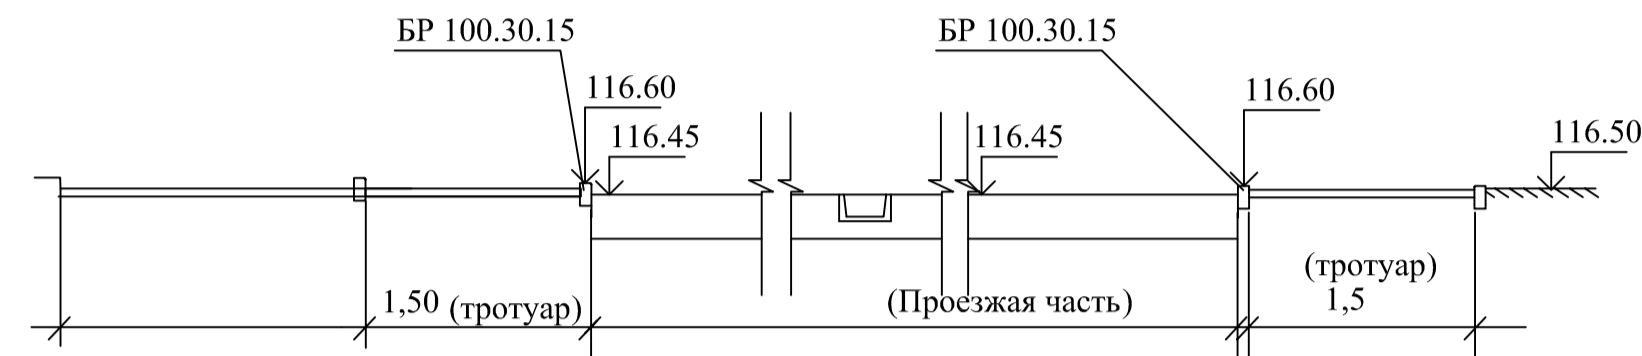 БР 100.30.15
БР 100.30.15
116.60
116.60
116.45
116.45
116.50
(тротуар)
1,50 (тротуар)
(Проезжая часть)
1,5